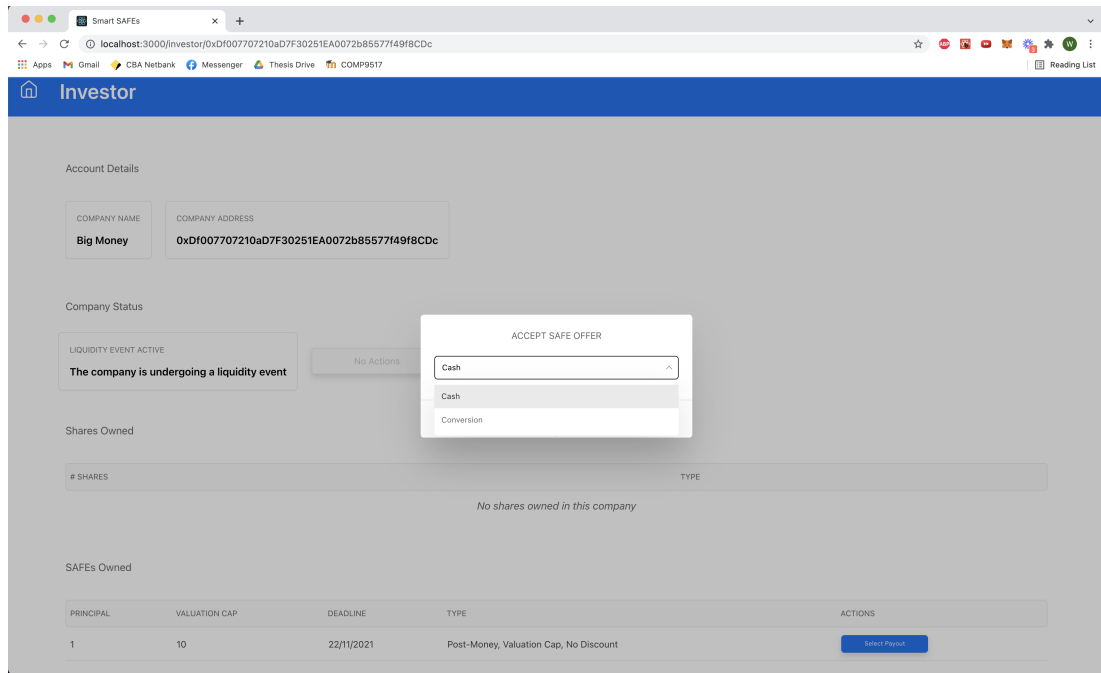 Smart SAFEs
localhost:3000/investor/0xDf007707210aD7F30251EA0072b85577f49f8CDc
ABP
3
W
Apps Gmail CBA Netbank Messenger Thesis Drive COMP9517 Reading List
Investor
Account Details
COMPANY NAME COMPANY ADDRESS
Big Money 0xDf007707210aD7F30251EA0072b85577f49f8CDc
Company Status
LIQUIDITY EVENT ACTIVE
The company is undergoing a liquidity event
No Actions
ACCEPT SAFE OFFER
Cash
Cash
Conversion
Shares Owned
# SHARES TYPE
No shares owned in this company
SAFEs Owned
PRINCIPAL VALUATION CAP DEADLINE TYPE ACTIONS
1 10 22/11/2021 Post-Money, Valuation Cap, No Discount Select Payout